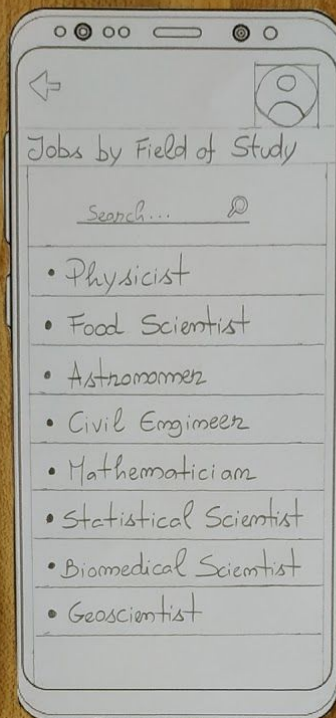 Jobs by Field of Study
Search...
• Physicist
• Food Scientist
• Astronomer
• Civil Engineer
• Mathematician
• Statistical Scientist
• Biomedical Scientist
• Geoscientist